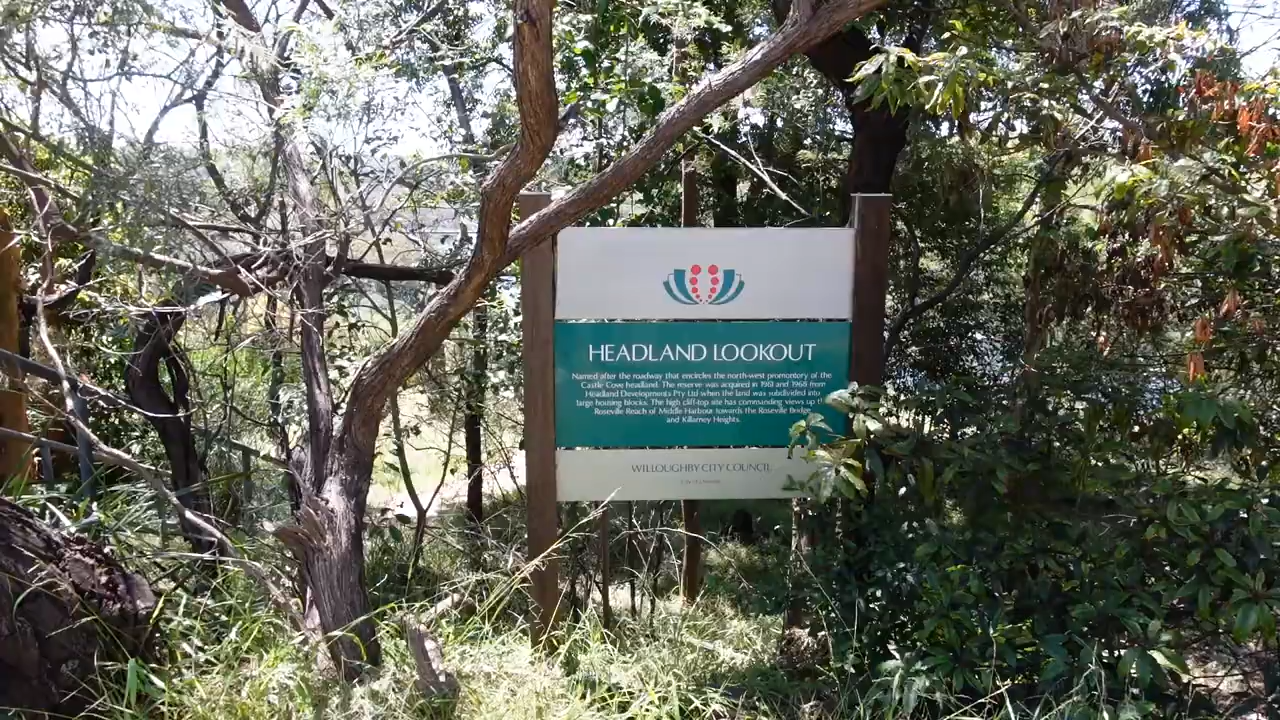 HEADLAND LOOKOUT
Named after the roadway that encircles the north-west promontory of the
Castle Cove headland. The reserve was acquired in 1961 and 1968 from
Headland Developments Pty Ltd when the land was subdivided into
large housing blocks. The high cliff-top site has commanding views up
Roseville Reach of Middle Harbour towards the Roseville Bridge
and Killarney Heights.
WILLOUGHBY CITY COUNCIL